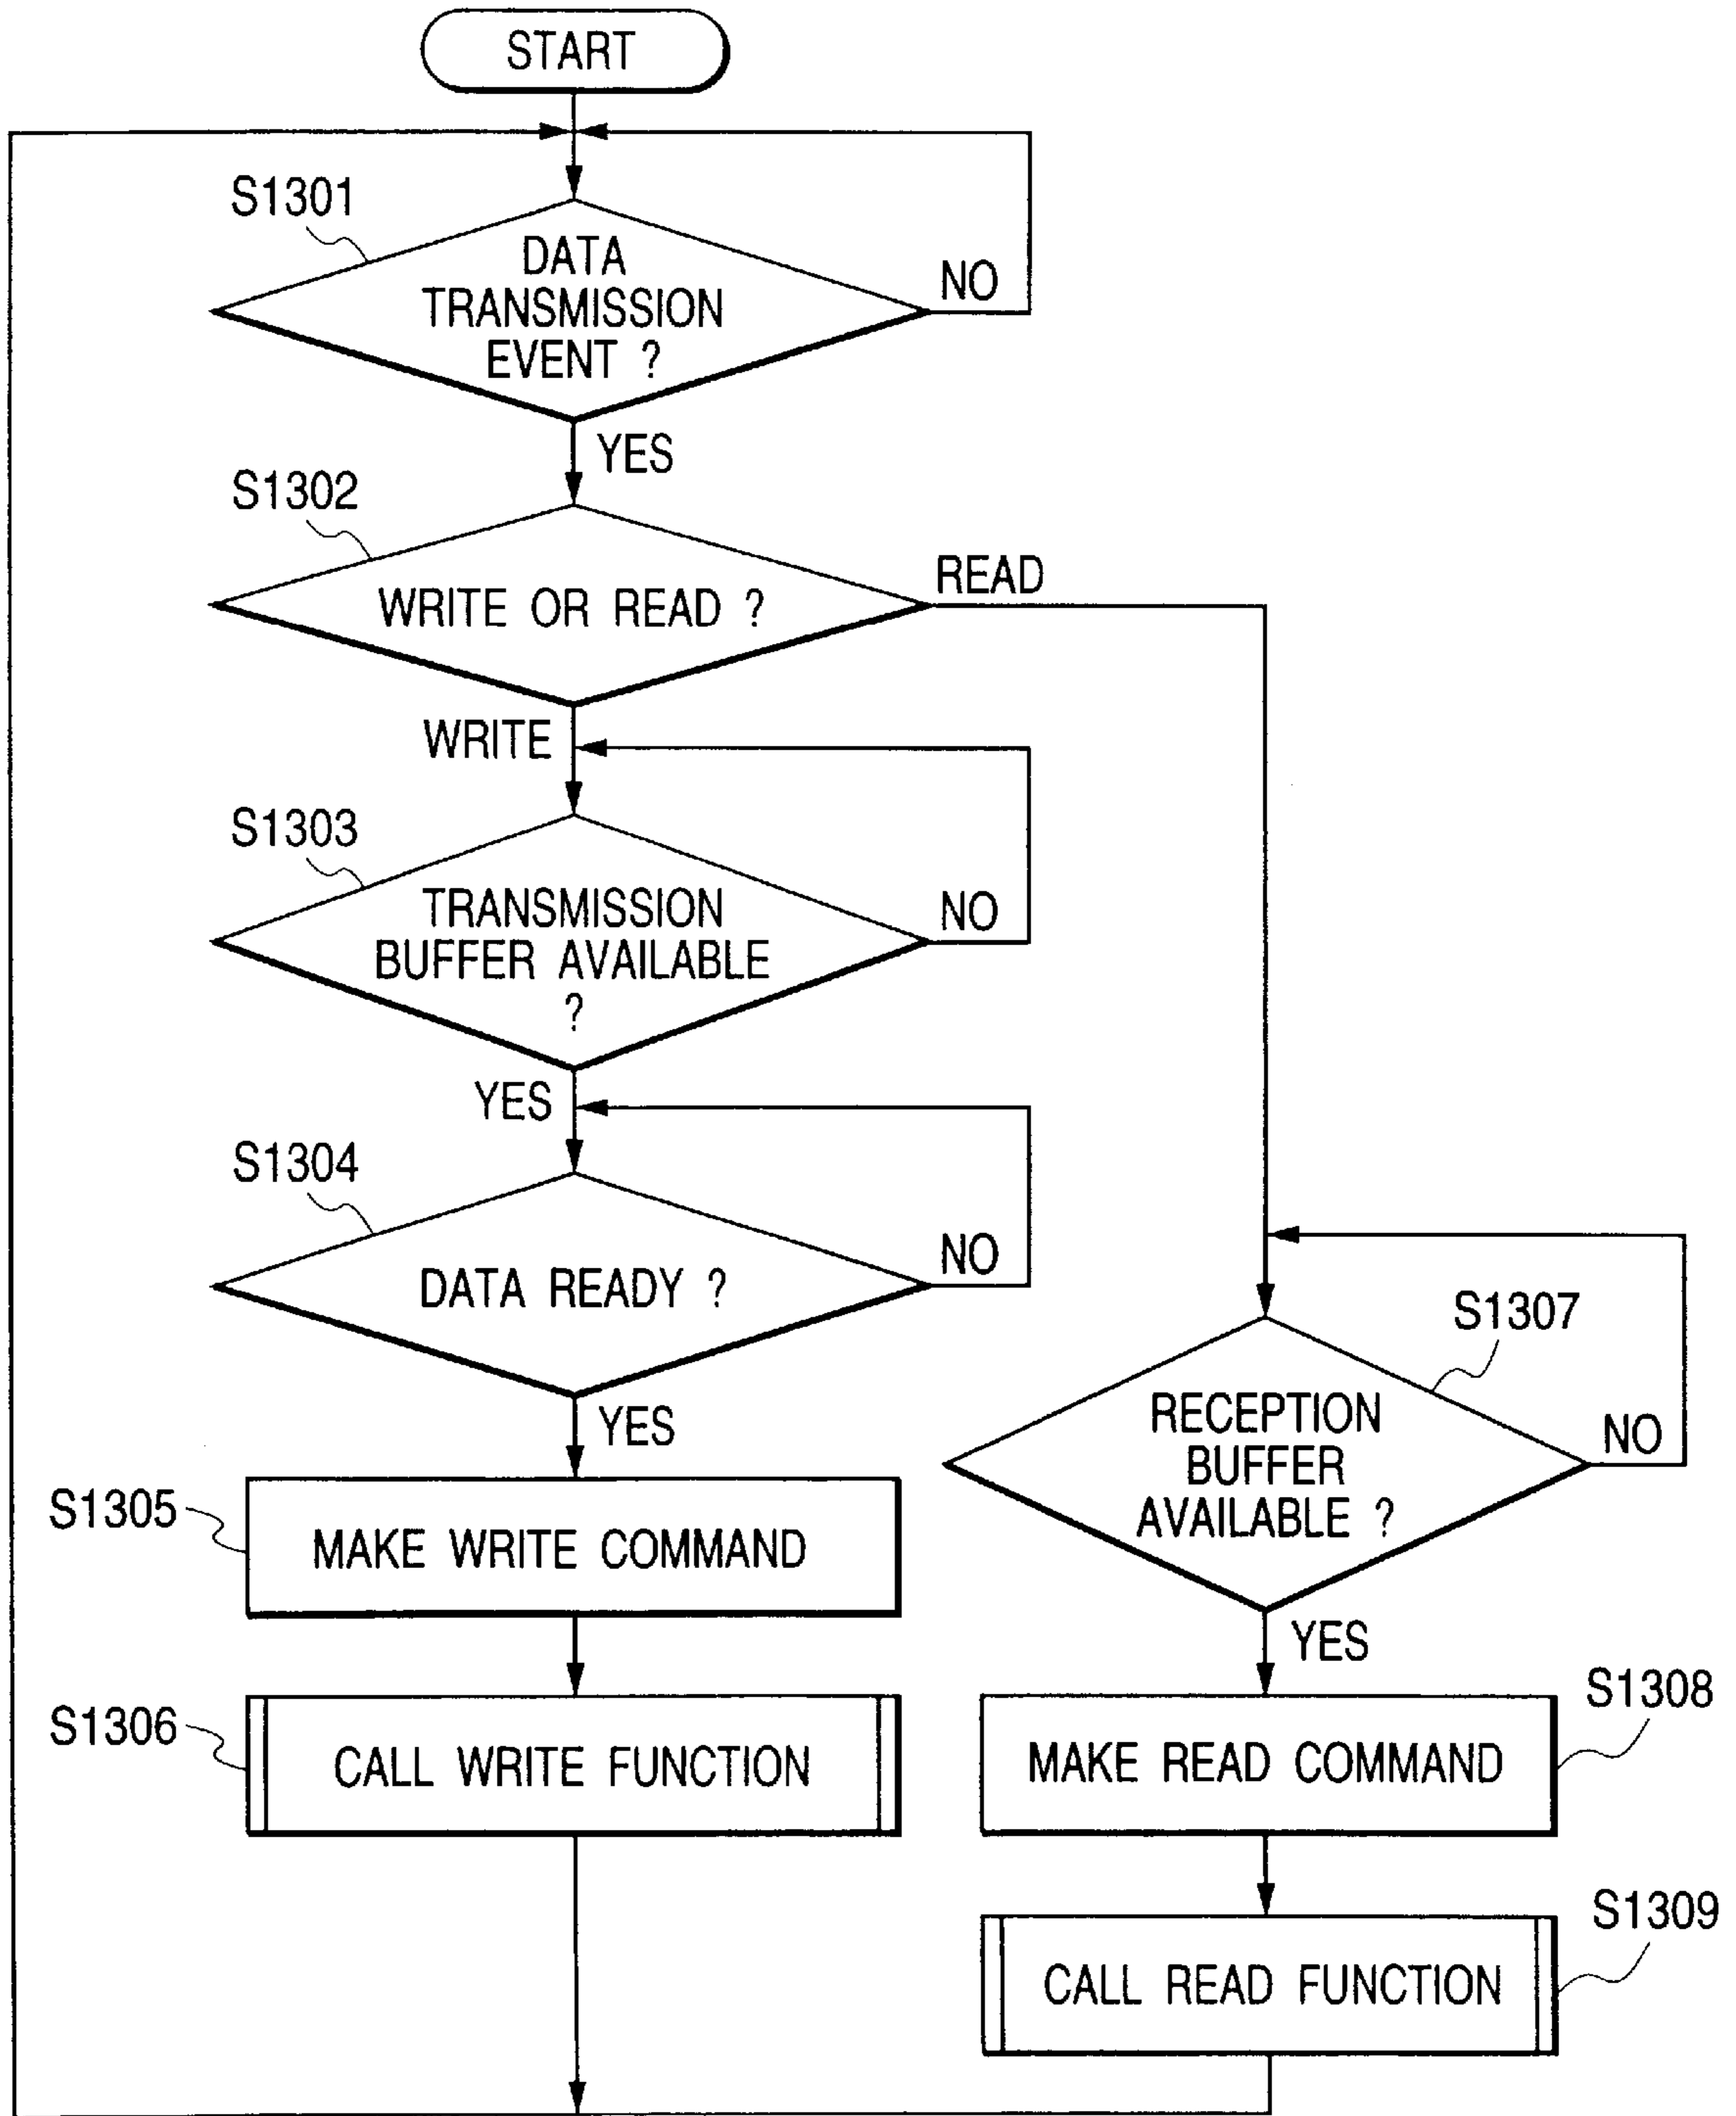 START
S1301
DATA
TRANSMISSION
EVENT ?
NO
YES
S1302
WRITE OR READ ?
READ
WRITE
S1303
TRANSMISSION
BUFFER AVAILABLE
?
NO
YES
S1304
DATA READY ?
NO
YES
S1305
MAKE WRITE COMMAND
S1306
CALL WRITE FUNCTION
S1307
RECEPTION
BUFFER
AVAILABLE ?
NO
YES
S1308
MAKE READ COMMAND
S1309
CALL READ FUNCTION